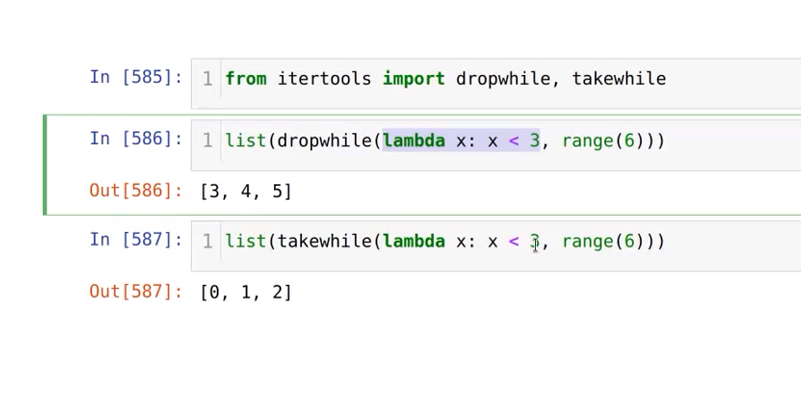 In [585]: 1 from itertools import dropwhile, takewhile
In [586]: 1 list(dropwhile(lambda x: x < 3, range(6)))
Out[586]: [3, 4, 5]
In [587]: 1 list(takewhile(lambda x: x < 3, range(6)))
Out[587]: [0, 1, 2]